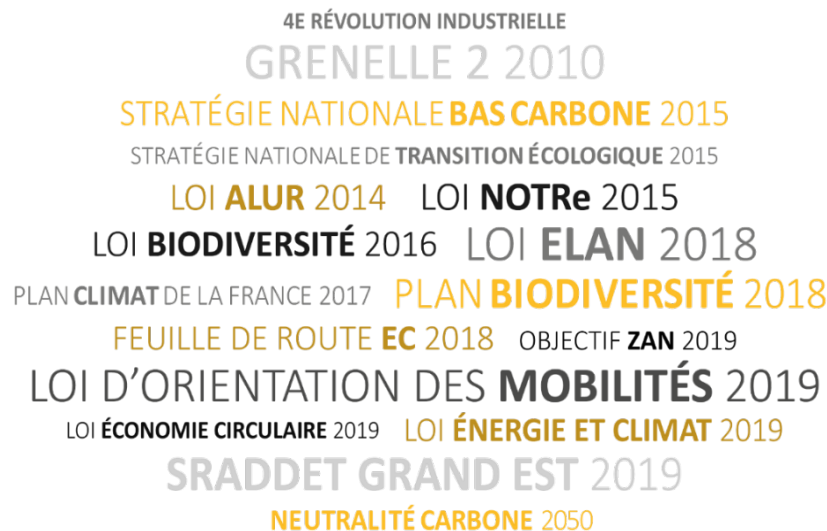 4E RÉVOLUTION INDUSTRIELLE
GRENELLE 2 2010
STRATÉGIE NATIONALE BAS CARBONE 2015
STRATÉGIE NATIONALE DE TRANSITION ÉCOLOGIQUE 2015
LOI ALUR 2014 LOI NOTRe 2015
LOI BIODIVERSITÉ 2016 LOI ELAN 2018
PLAN CLIMAT DE LA FRANCE 2017 PLAN BIODIVERSITÉ 2018
FEUILLE DE ROUTE EC 2018 OBJECTIF ZAN 2019
LOI D’ORIENTATION DES MOBILITÉS 2019
LOI ÉCONOMIE CIRCULAIRE 2019 LOI ÉNERGIE ET CLIMAT 2019
SRADDET GRAND EST 2019
NEUTRALITÉ CARBONE 2050